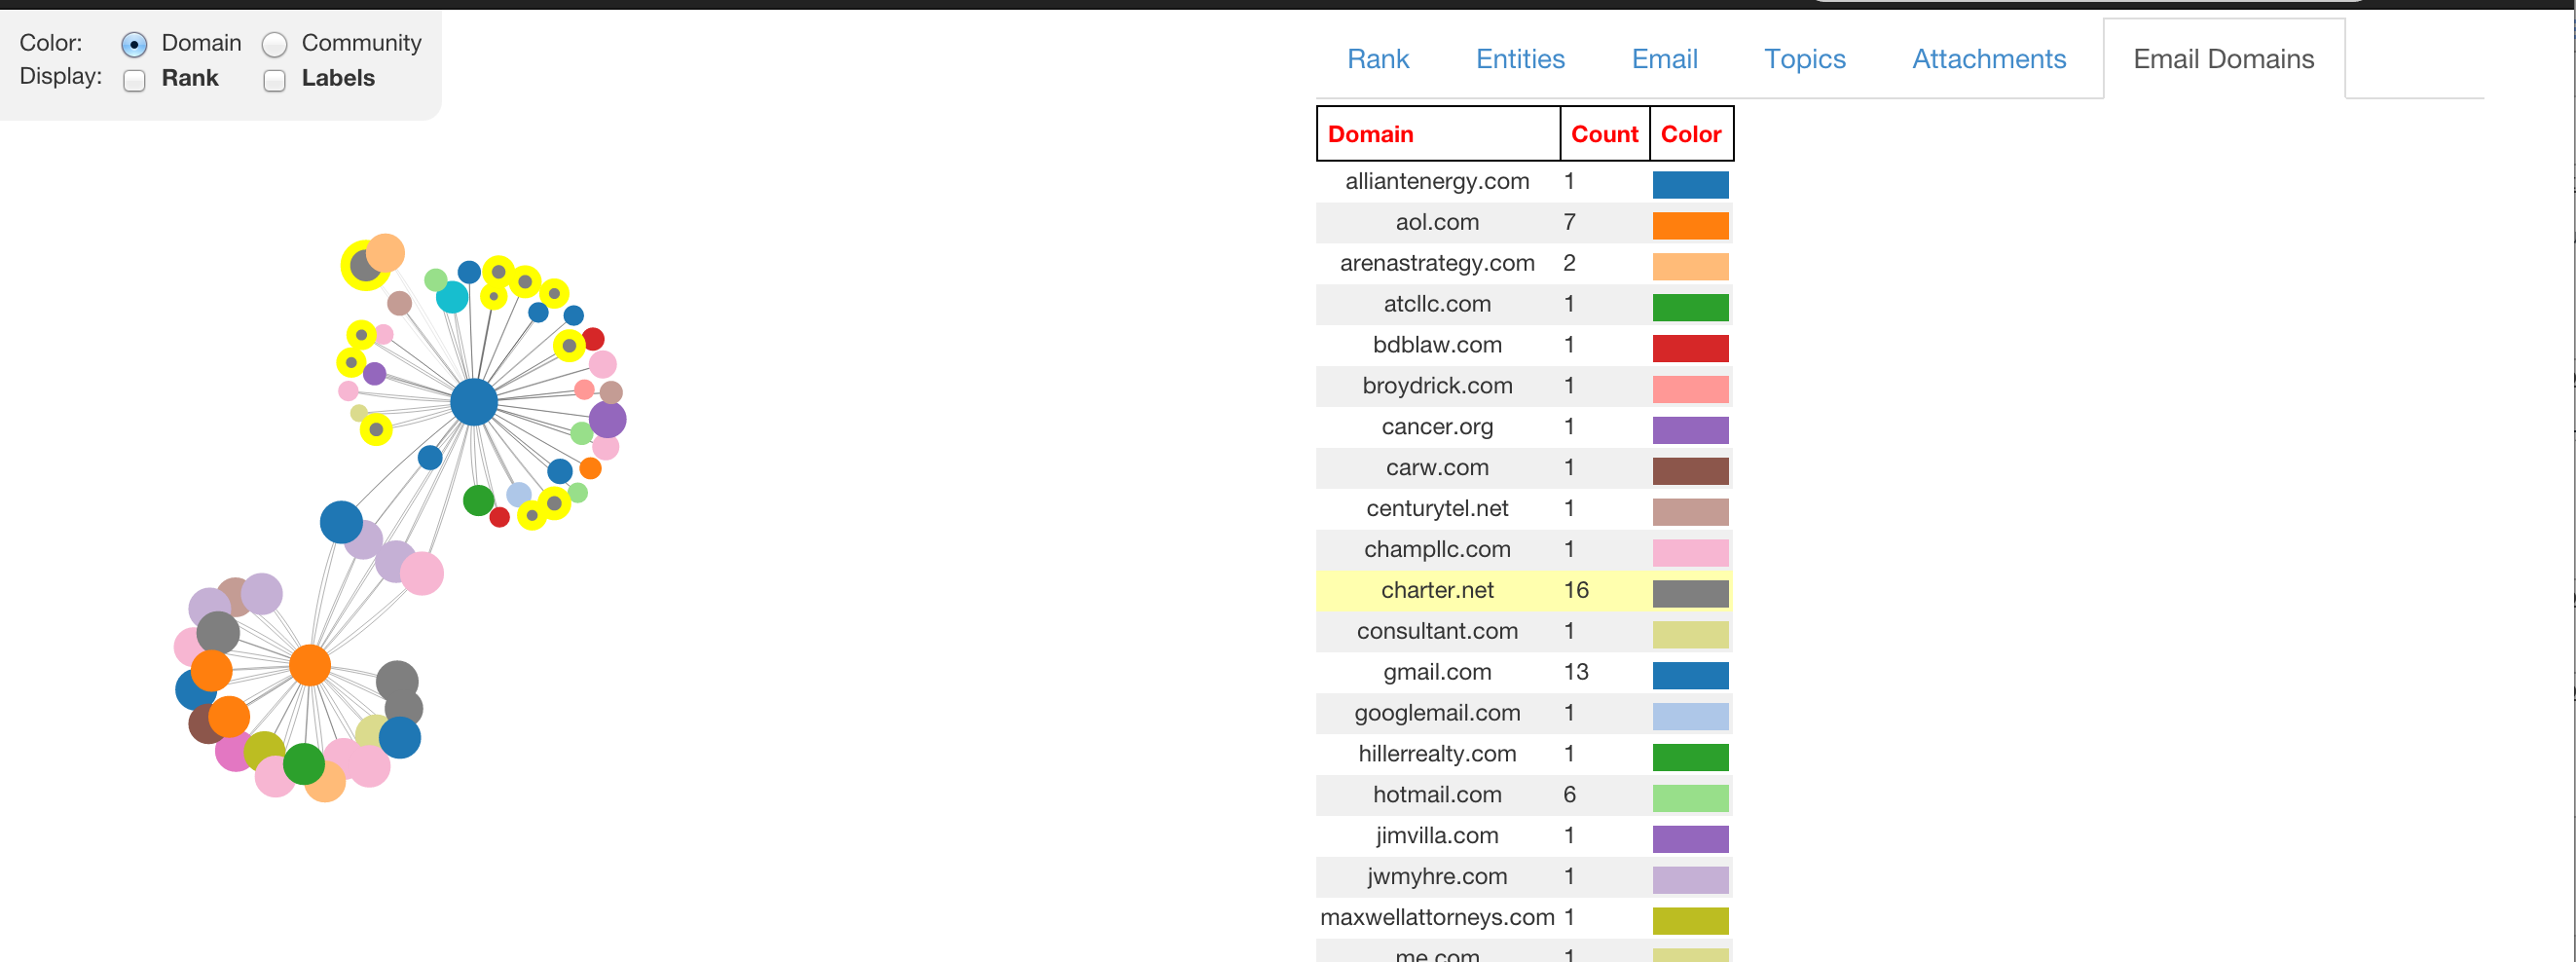 Color: Domain Community
Display: Rank Labels
Rank Entities Email Topics Attachments Email Domains
Domain Count Color
alliantenergy.com 1
aol.com 7
arenastrategy.com 2
atcllc.com 1
bdblaw.com 1
broydrick.com 1
cancer.org 1
carw.com 1
centurytel.net 1
champllc.com 1
charter.net 16
consultant.com 1
gmail.com 13
googlemail.com 1
hillerrealty.com 1
hotmail.com 6
jimvilla.com 1
jwmyhre.com 1
maxwellattorneys.com 1
me.com 1